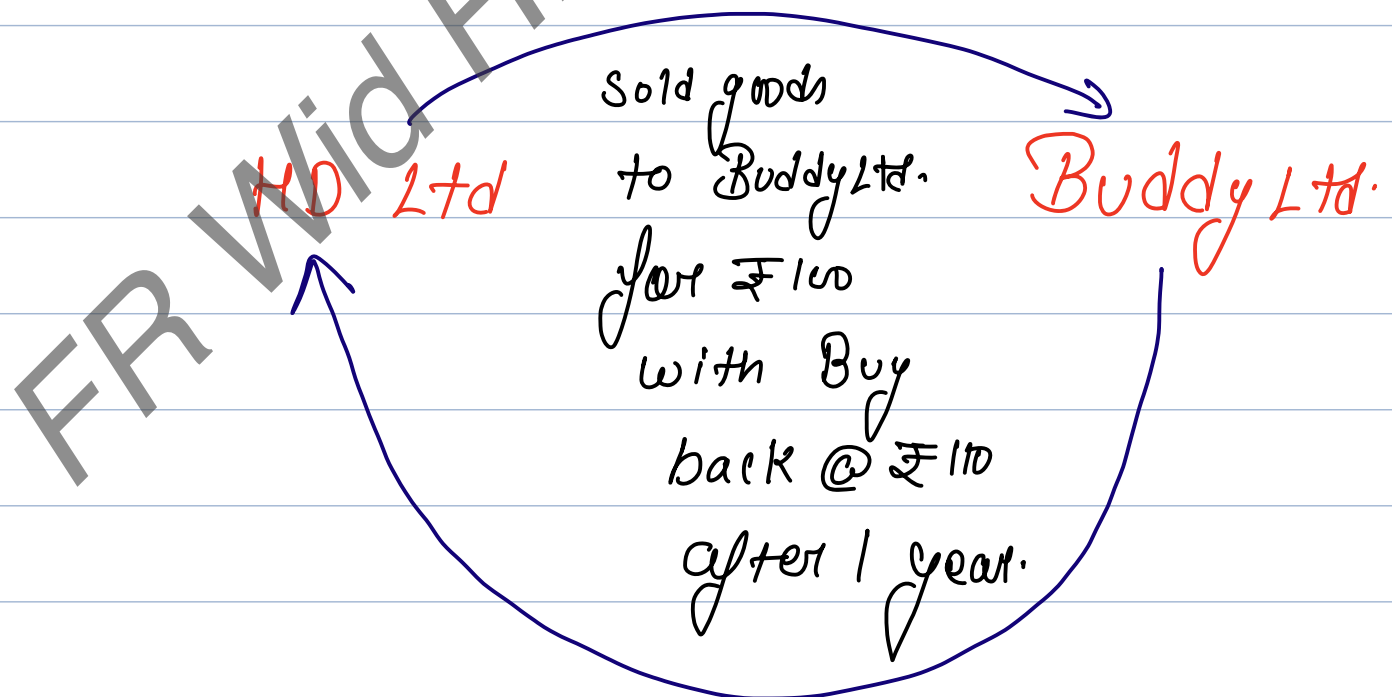 FR Wid FR
sold goods
HD Ltd to Buddy Ltd. Buddy Ltd.
for ₹100
with Buy
back @ ₹110
after 1 year.